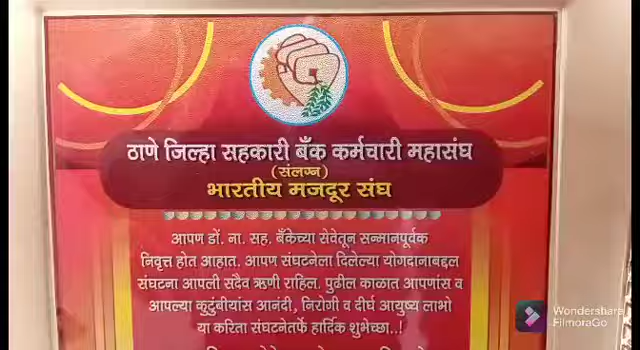 ठाणे जिल्हा सहकारी बँक कर्मचारी महासंघ
(संलग्न)
भारतीय मजदूर संघ
आपण डों. ना. सह. बँकेच्या सेवेतून सन्मानपूर्वक
निवृत्त होत आहात. आपण संघटनेला दिलेल्या योगदानाबद्दल
संघटना आपली सदैव ऋणी राहिल. पुढील काळात आपणांस व
आपल्या कुटुंबीयांस आनंदी, निरोगी व दीर्घ आयुष्य लाभो
या करिता संघटनेतर्फे हार्दिक शुभेच्छा..!
Wondershare
FilmoraGo